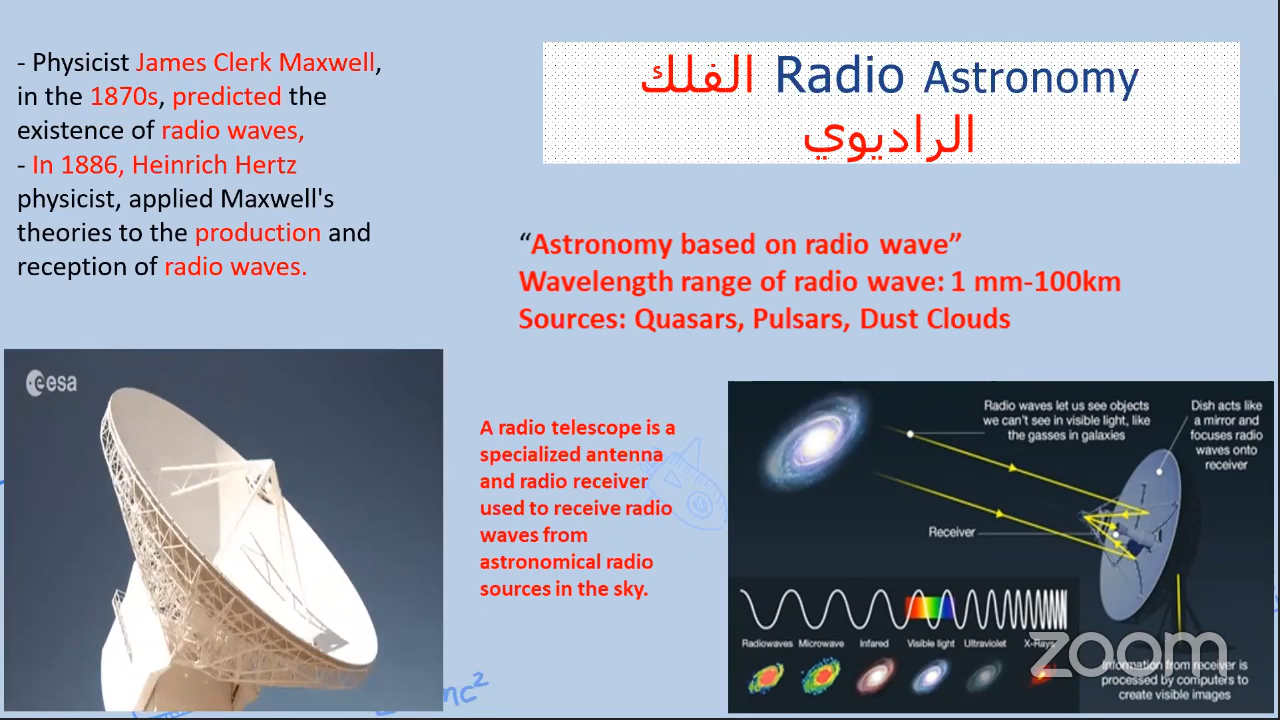 - Physicist James Clerk Maxwell,
in the 1870s, predicted the
existence of radio waves,
- In 1886, Heinrich Hertz
physicist, applied Maxwell's
theories to the production and
reception of radio waves.
الفلك Radio Astronomy
الراديوي
“Astronomy based on radio wave”
Wavelength range of radio wave: 1 mm-100km
Sources: Quasars, Pulsars, Dust Clouds
esa
A radio telescope is a
specialized antenna
and radio receiver
used to receive radio
waves from
astronomical radio
sources in the sky.
Radio waves let us see objects
we can't see in visible light, like
the gasses in galaxies
Dish acts like
a mirror and
focuses radio
waves onto
receiver
Receiver
Radiowaves Microwave Infared Visible light Ultraviolet X-Rays
Information from receiver is
processed by computers to
create visible images
zoom
mc²